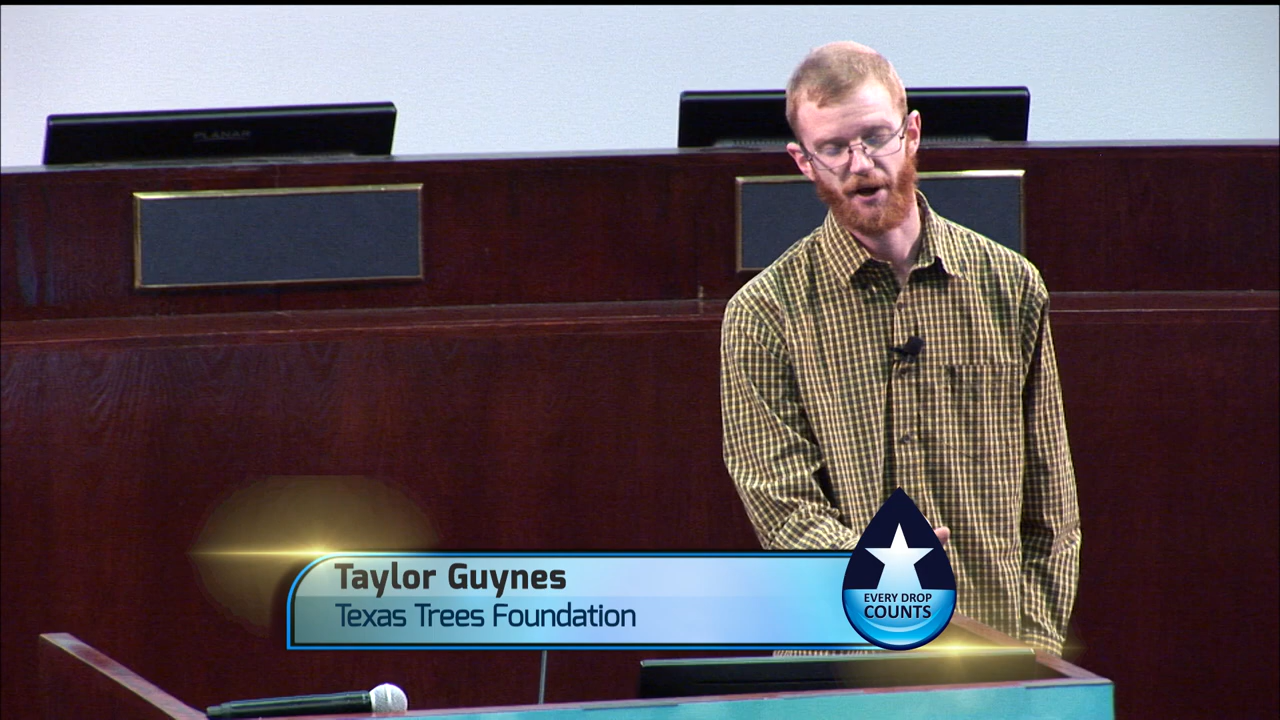 PLANAR
Taylor Guynes
Texas Trees Foundation
EVERY DROP
COUNTS